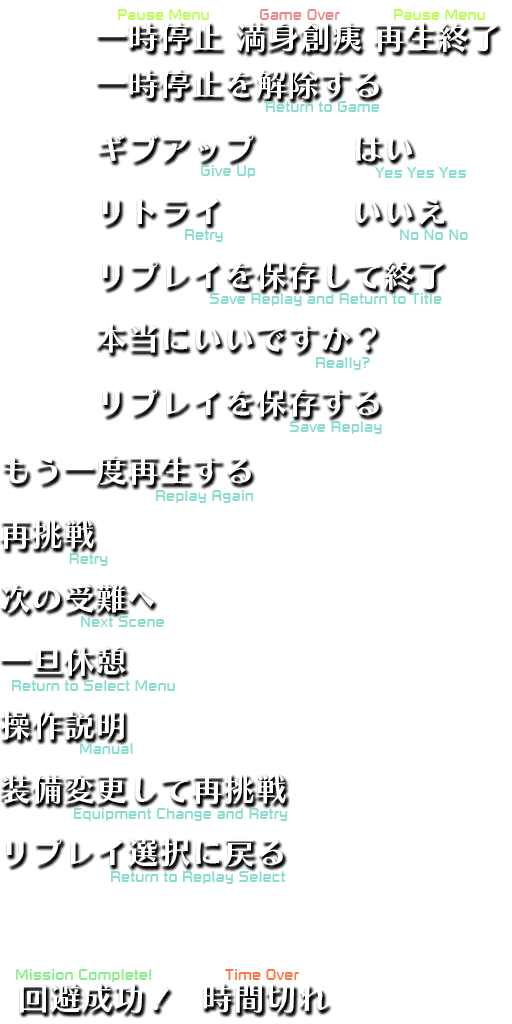 Pause Menu Game Over Pause Menu
一時停止 満身創痍 再生終了
一時停止を解除する
Return to Game
ギブアップ はい
Give Up Yes Yes Yes
リトライ いいえ
Retry No No No
リプレイを保存して終了
Save Replay and Return to Title
本当にいいですか？
Really?
リプレイを保存する
Save Replay
もう一度再生する
Replay Again
再挑戦
Retry
次の受難へ
Next Scene
一旦休憩
Return to Select Menu
操作説明
Manual
装備変更して再挑戦
Equipment Change and Retry
リプレイ選択に戻る
Return to Replay Select
Mission Complete! Time Over
回避成功！ 時間切れ